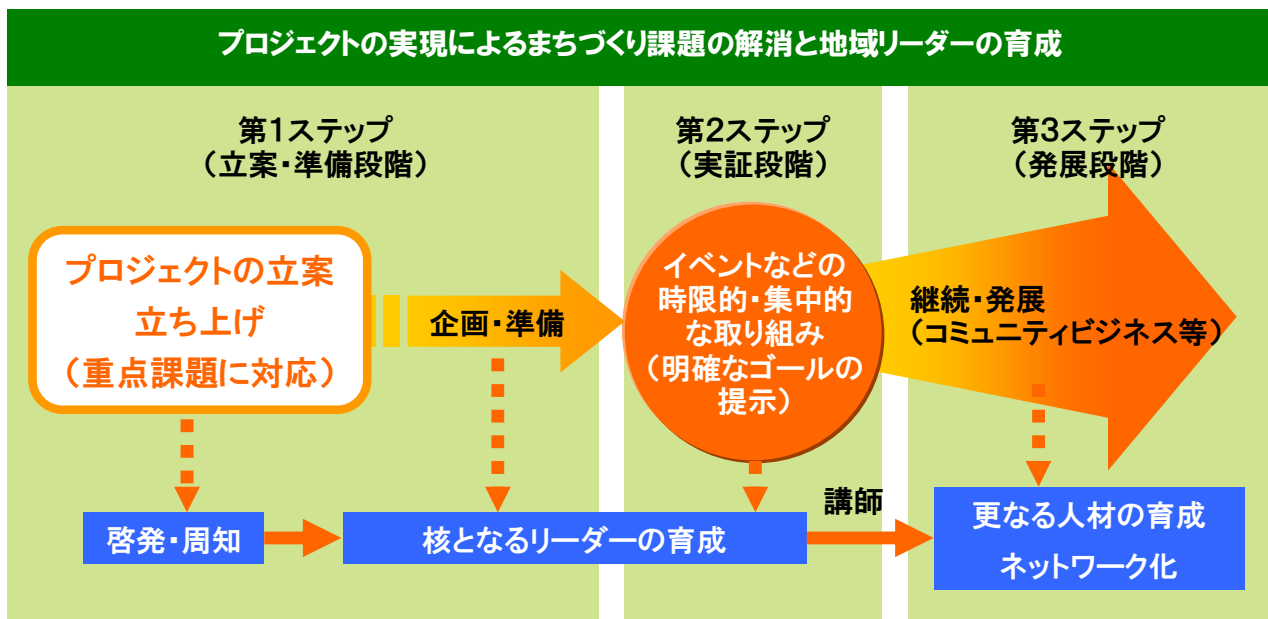 プロジェクトの実現によるまちづくり課題の解消と地域リーダーの育成
第1ステップ
（立案・準備段階）
第2ステップ
（実証段階）
第3ステップ
（発展段階）
プロジェクトの立案
立ち上げ
（重点課題に対応）
企画・準備
イベントなどの
時限的・集中的
な取り組み
（明確なゴールの
提示）
継続・発展
（コミュニティビジネス等）
啓発・周知
核となるリーダーの育成
講師
更なる人材の育成
ネットワーク化